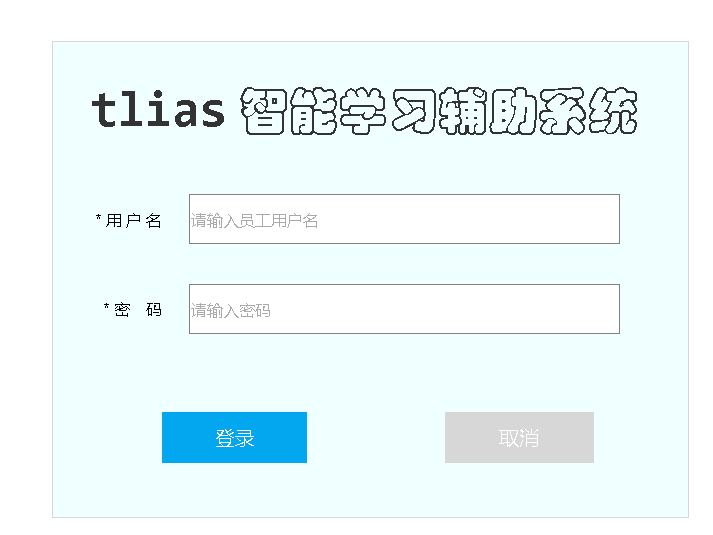 tlias 智能学习辅助系统
* 用 户 名 请输入员工用户名
* 密 码 请输入密码
登录 取消